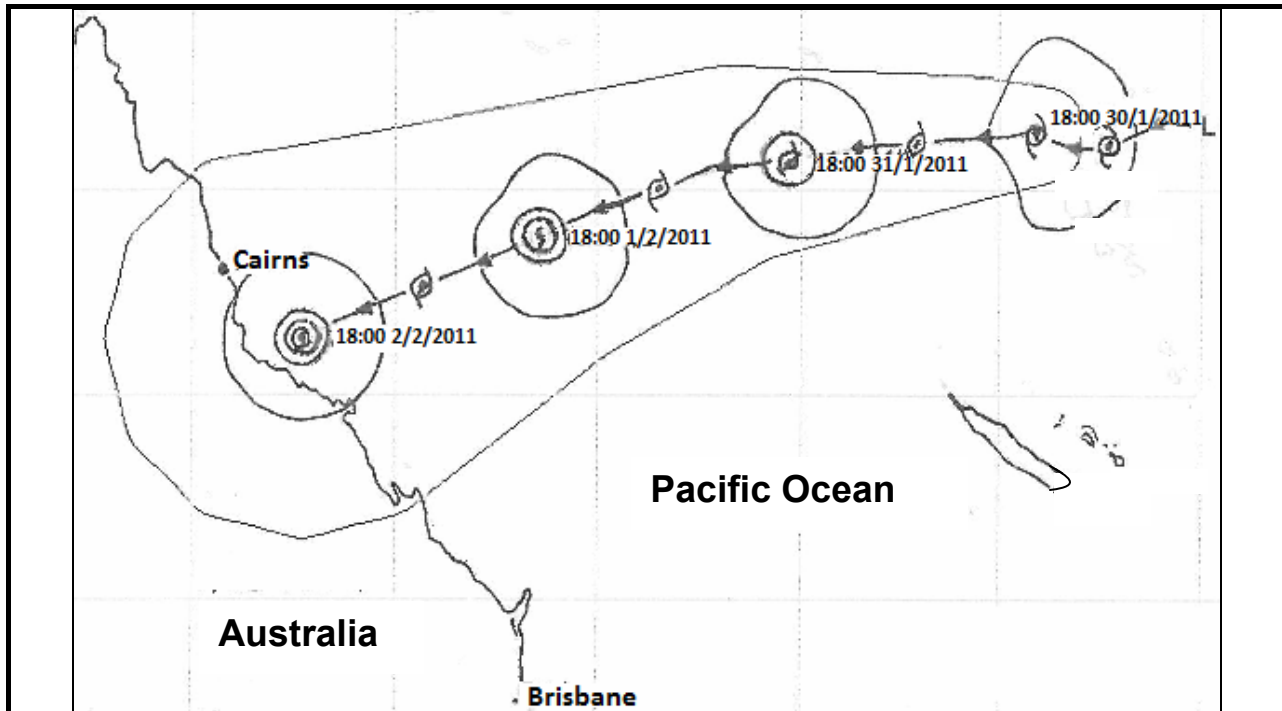 18:00 30/1/2011
L
18:00 31/1/2011
18:00 1/2/2011
Cairns
18:00 2/2/2011
Pacific Ocean
Australia
Brisbane